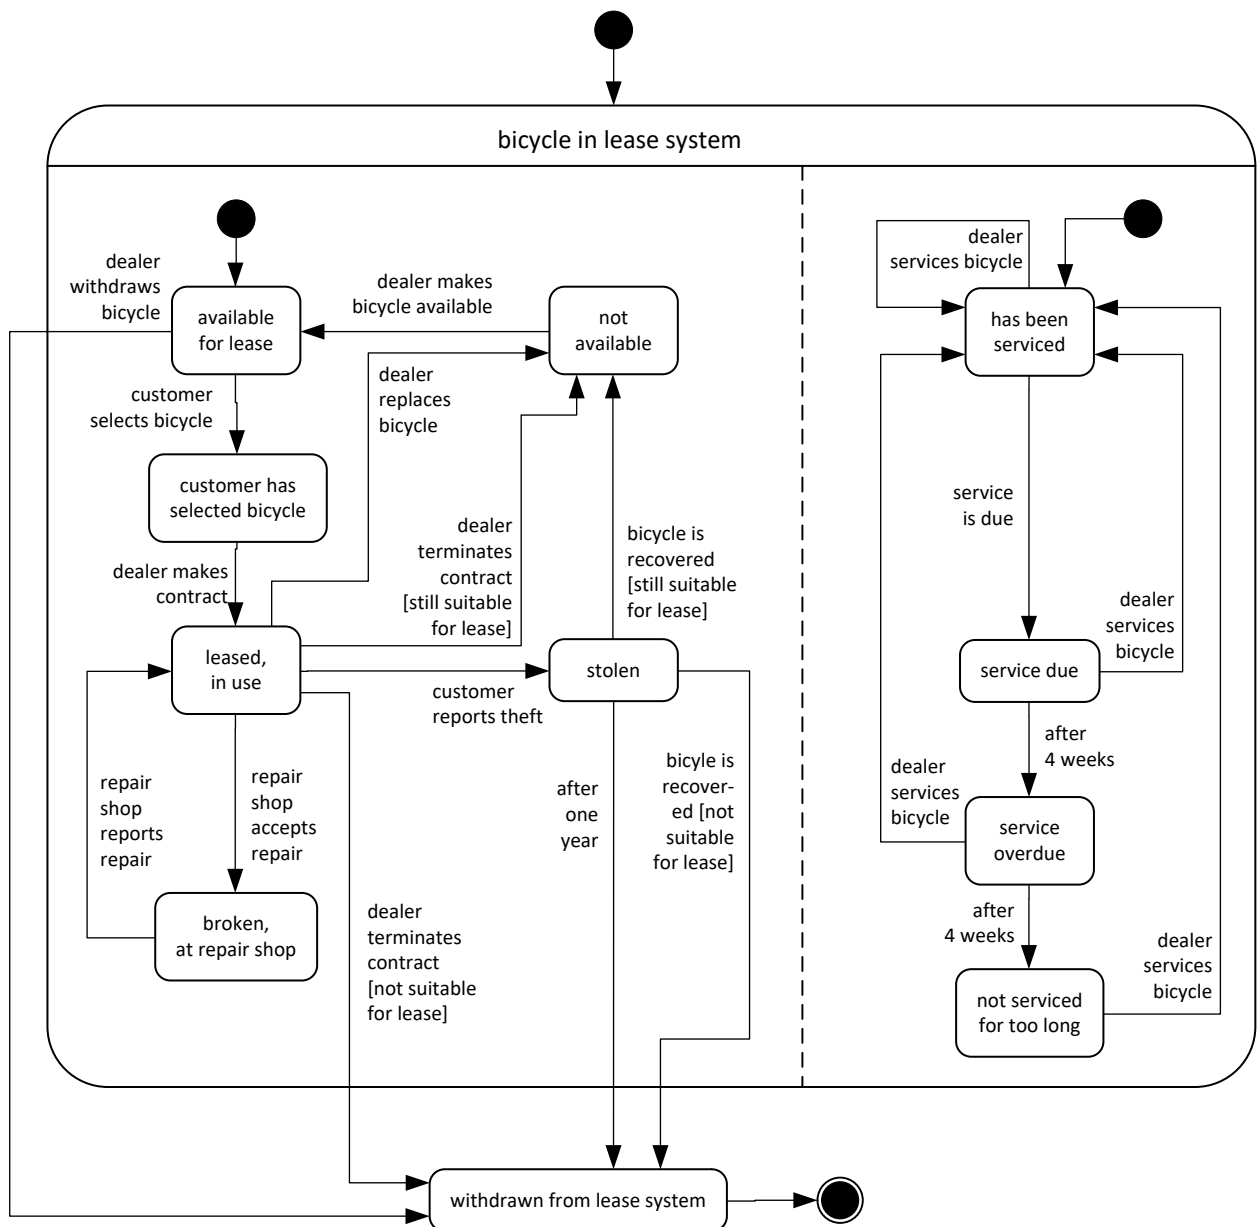 bicycle in lease system
dealer
withdraws
bicycle
available
for lease
dealer makes
bicycle available
not
available
customer
selects bicycle
dealer
replaces
bicycle
customer has
selected bicycle
dealer makes
contract
dealer
terminates
contract
[still suitable
for lease]
bicycle is
recovered
[still suitable
for lease]
leased,
in use
customer
reports theft
stolen
repair
shop
reports
repair
repair
shop
accepts
repair
broken,
at repair shop
dealer
terminates
contract
[not suitable
for lease]
after
one
year
bicyle is
recover-
ed [not
suitable
for lease]
dealer
services bicycle
has been
serviced
service
is due
dealer
services
bicycle
service due
after
4 weeks
dealer
services
bicycle
service
overdue
after
4 weeks
dealer
services
bicycle
not serviced
for too long
withdrawn from lease system